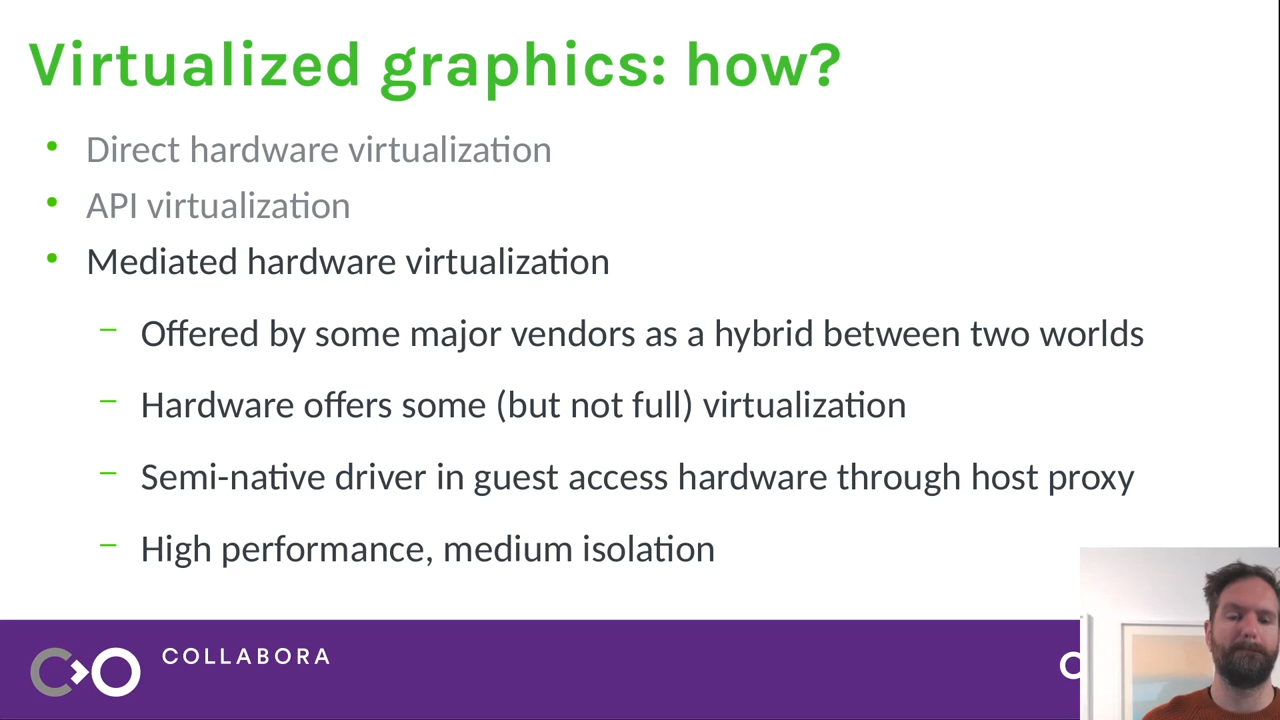 Virtualized graphics: how?
• Direct hardware virtualization
• API virtualization
• Mediated hardware virtualization
– Offered by some major vendors as a hybrid between two worlds
– Hardware offers some (but not full) virtualization
– Semi-native driver in guest access hardware through host proxy
– High performance, medium isolation
COLLABORA